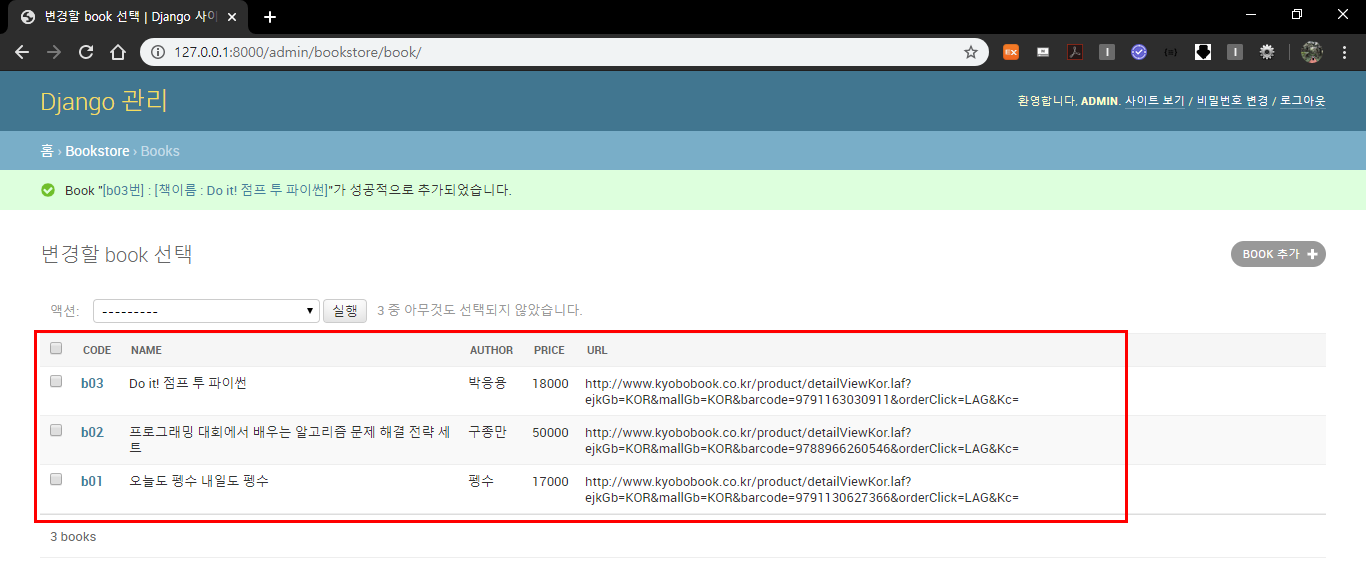 변경할 book 선택 | Django 사이
127.0.0.1:8000/admin/bookstore/book/
Django 관리
환영합니다, ADMIN. 사이트 보기 / 비밀번호 변경 / 로그아웃
홈 › Bookstore › Books
Book "[b03번] : [책이름 : Do it! 점프 투 파이썬]"가 성공적으로 추가되었습니다.
변경할 book 선택
BOOK 추가
액션: --------- 실행 3 중 아무것도 선택되지 않았습니다.
CODE NAME AUTHOR PRICE URL
b03 Do it! 점프 투 파이썬 박응용 18000 http://www.kyobobook.co.kr/product/detailViewKor.laf?
ejkGb=KOR&mallGb=KOR&barcode=9791163030911&orderClick=LAG&Kc=
b02 프로그래밍 대회에서 배우는 알고리즘 문제 해결 전략 세 구종만 50000 http://www.kyobobook.co.kr/product/detailViewKor.laf?
트 ejkGb=KOR&mallGb=KOR&barcode=9788966260546&orderClick=LAG&Kc=
b01 오늘도 펭수 내일도 펭수 펭수 17000 http://www.kyobobook.co.kr/product/detailViewKor.laf?
ejkGb=KOR&mallGb=KOR&barcode=9791130627366&orderClick=LAG&Kc=
3 books